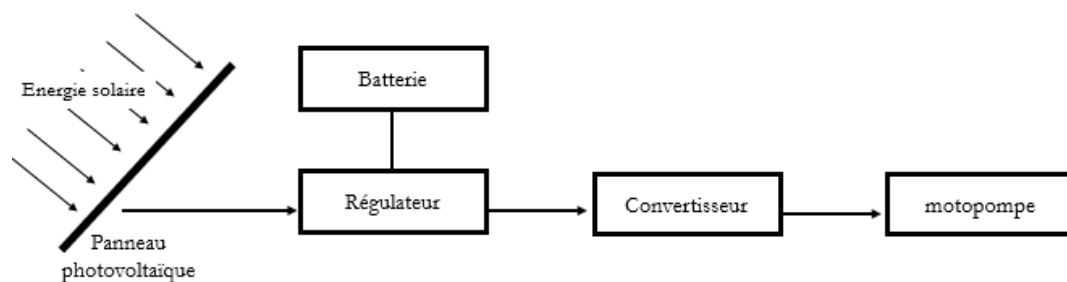 Energie solaire
Batterie
Régulateur
Convertisseur
motopompe
Panneau
photovoltaïque